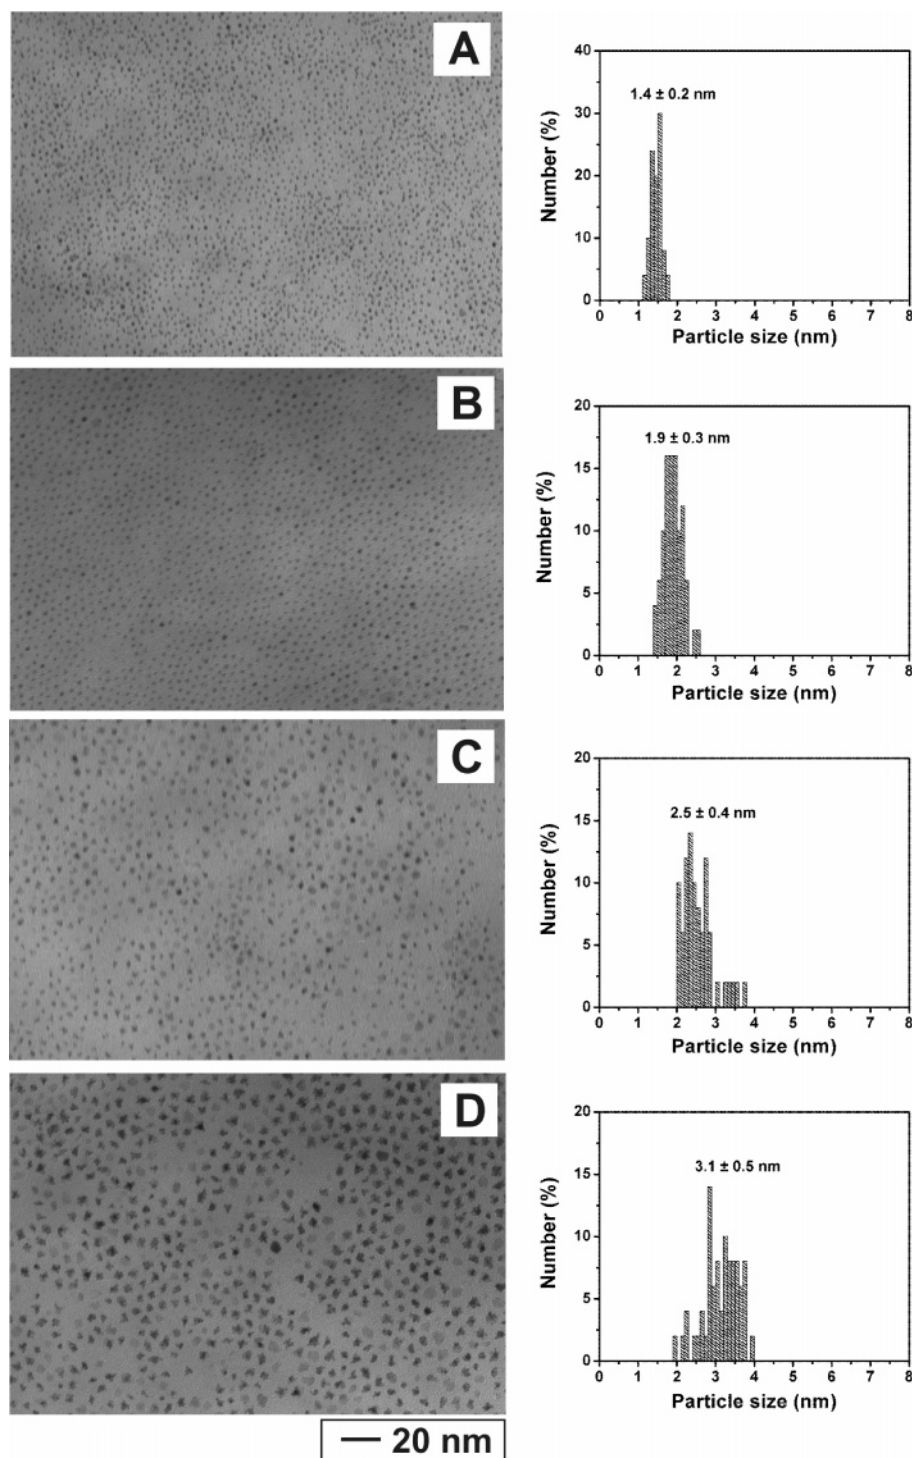 A
40
30
20
10
0
Number (%)
1.4 ± 0.2 nm
0 1 2 3 4 5 6 7 8
Particle size (nm)
B
20
15
10
5
0
Number (%)
1.9 ± 0.3 nm
0 1 2 3 4 5 6 7 8
Particle size (nm)
C
20
15
10
5
0
Number (%)
2.5 ± 0.4 nm
0 1 2 3 4 5 6 7 8
Particle size (nm)
D
20
15
10
5
0
Number (%)
3.1 ± 0.5 nm
0 1 2 3 4 5 6 7 8
Particle size (nm)
20 nm